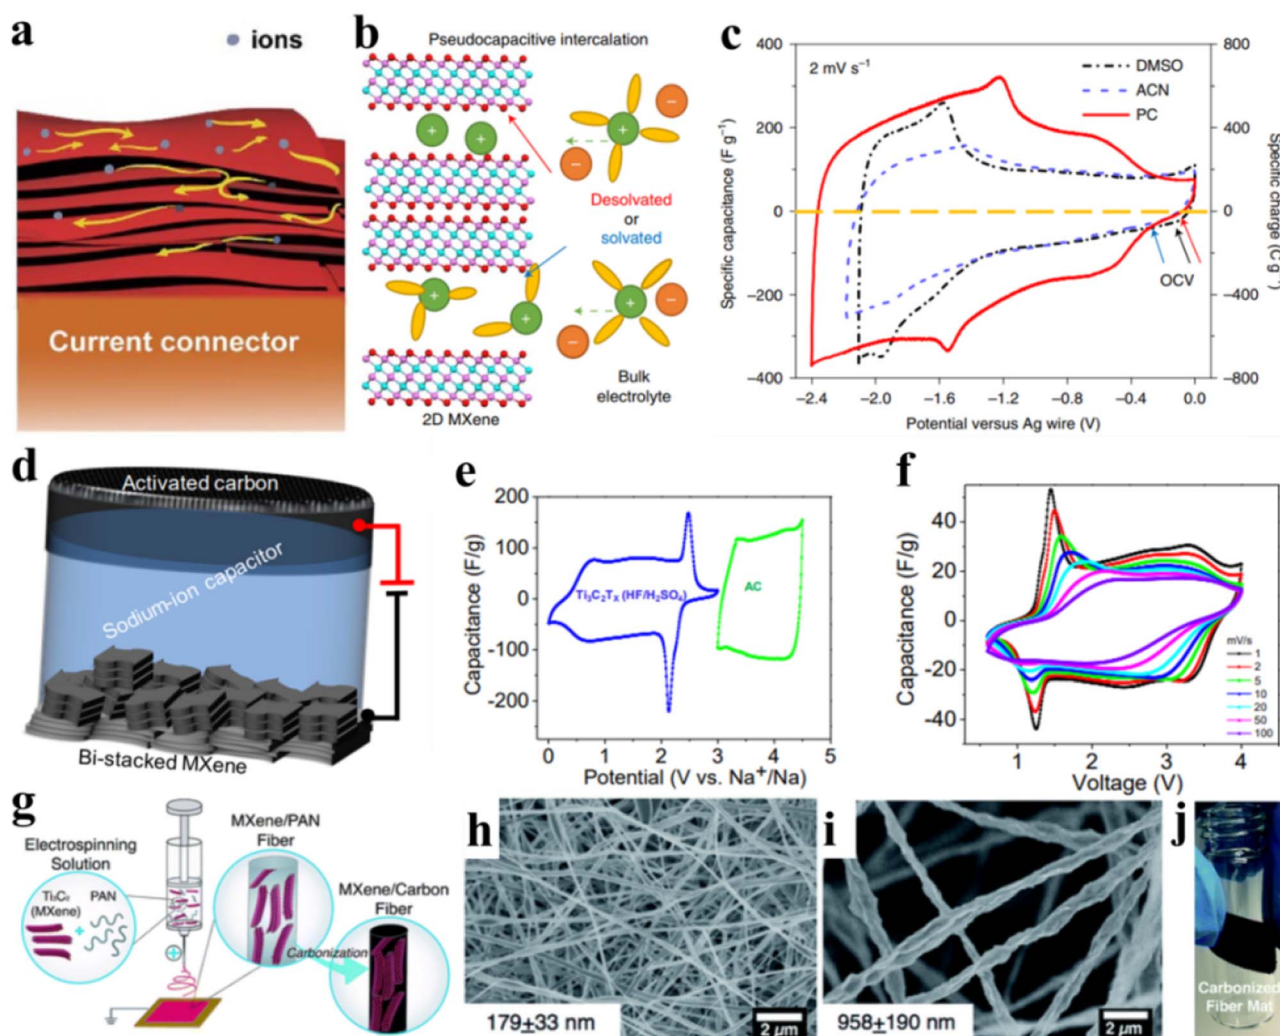 a
ions
Current connector
b
Pseudocapacitive intercalation
+
+
+
−
−
Desolvated
or
solvated
+
+
+
−
−
Bulk
electrolyte
2D MXene
c
2 mV s⁻¹
DMSO
ACN
PC
OCV
400
200
0
−200
−400
800
400
0
−400
−800
−2.4 −2.0 −1.6 −1.2 −0.8 −0.4 0.0
Specific capacitance (F g⁻¹)
Specific charge (C g⁻¹)
Potential versus Ag wire (V)
d
Activated carbon
Sodium-ion capacitor
Bi-stacked MXene
e
200
100
0
-100
-200
Capacitance (F/g)
Ti₃C₂Tₓ (HF/H₂SO₄)
AC
0 1 2 3 4 5
Potential (V vs. Na⁺/Na)
f
40
20
0
-20
-40
Capacitance (F/g)
mV/s
1
2
5
10
20
50
100
1 2 3 4
Voltage (V)
g
Electrospinning
Solution
Ti₃C₂
(MXene)
PAN
+
+
MXene/PAN
Fiber
MXene/Carbon
Fiber
Carbonization
h
179±33 nm
2 µm
i
958±190 nm
2 µm
j
Carbonized
Fiber Mat